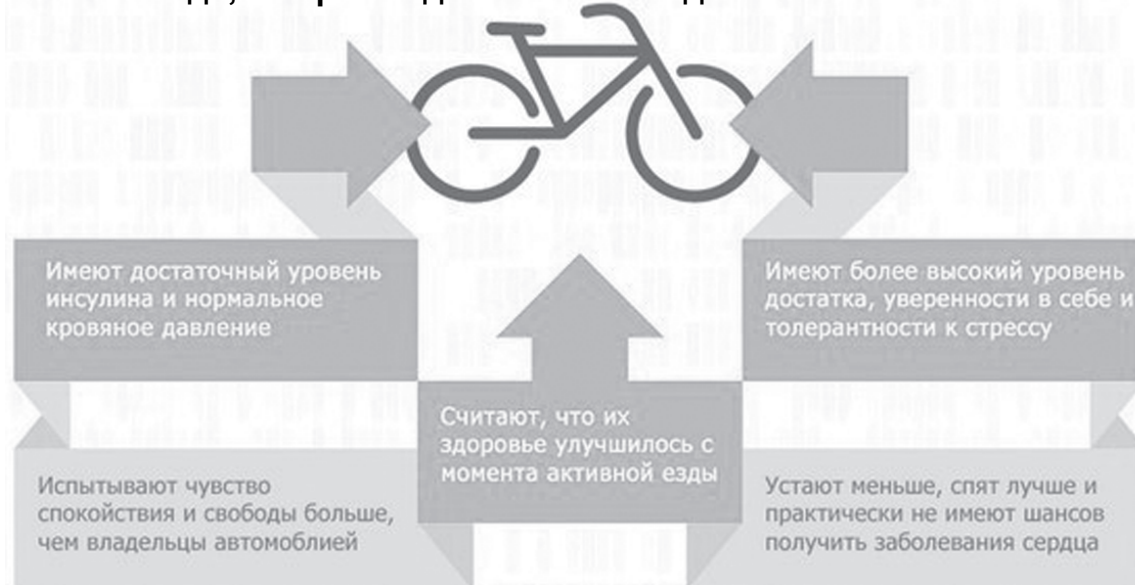 Имеют достаточный уровень
инсулина и нормальное
кровяное давление
Имеют более высокий уровень
достатка, уверенности в себе и
толерантности к стрессу
Считают, что их
здоровье улучшилось с
момента активной езды
Испытывают чувство
спокойствия и свободы больше,
чем владельцы автомоблией
Устают меньше, спят лучше и
практически не имеют шансов
получить заболевания сердца